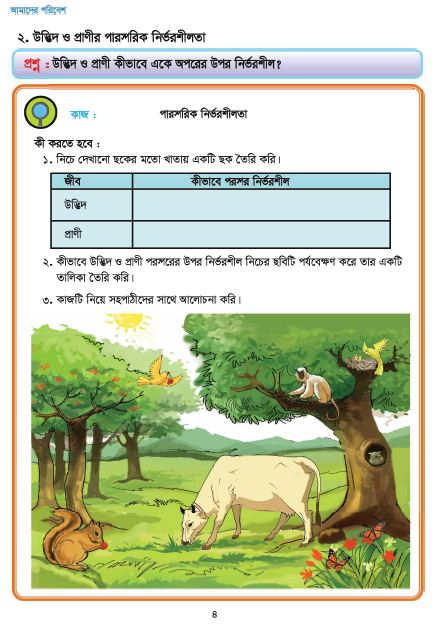 আমাদের পরিবেশ
২. উদ্ভিদ ও প্রাণীর পারস্পরিক নির্ভরশীলতা
প্রশ্ন : উদ্ভিদ ও প্রাণী কীভাবে একে অপরের উপর নির্ভরশীল?
কাজ : পারস্পরিক নির্ভরশীলতা
কী করতে হবে :
১. নিচে দেখানো ছকের মতো খাতায় একটি ছক তৈরি করি।
জীব কীভাবে পরস্পর নির্ভরশীল
উদ্ভিদ
প্রাণী
২. কীভাবে উদ্ভিদ ও প্রাণী পরস্পরের উপর নির্ভরশীল নিচের ছবিটি পর্যবেক্ষণ করে তার একটি
তালিকা তৈরি করি।
৩. কাজটি নিয়ে সহপাঠীদের সাথে আলোচনা করি।
৪